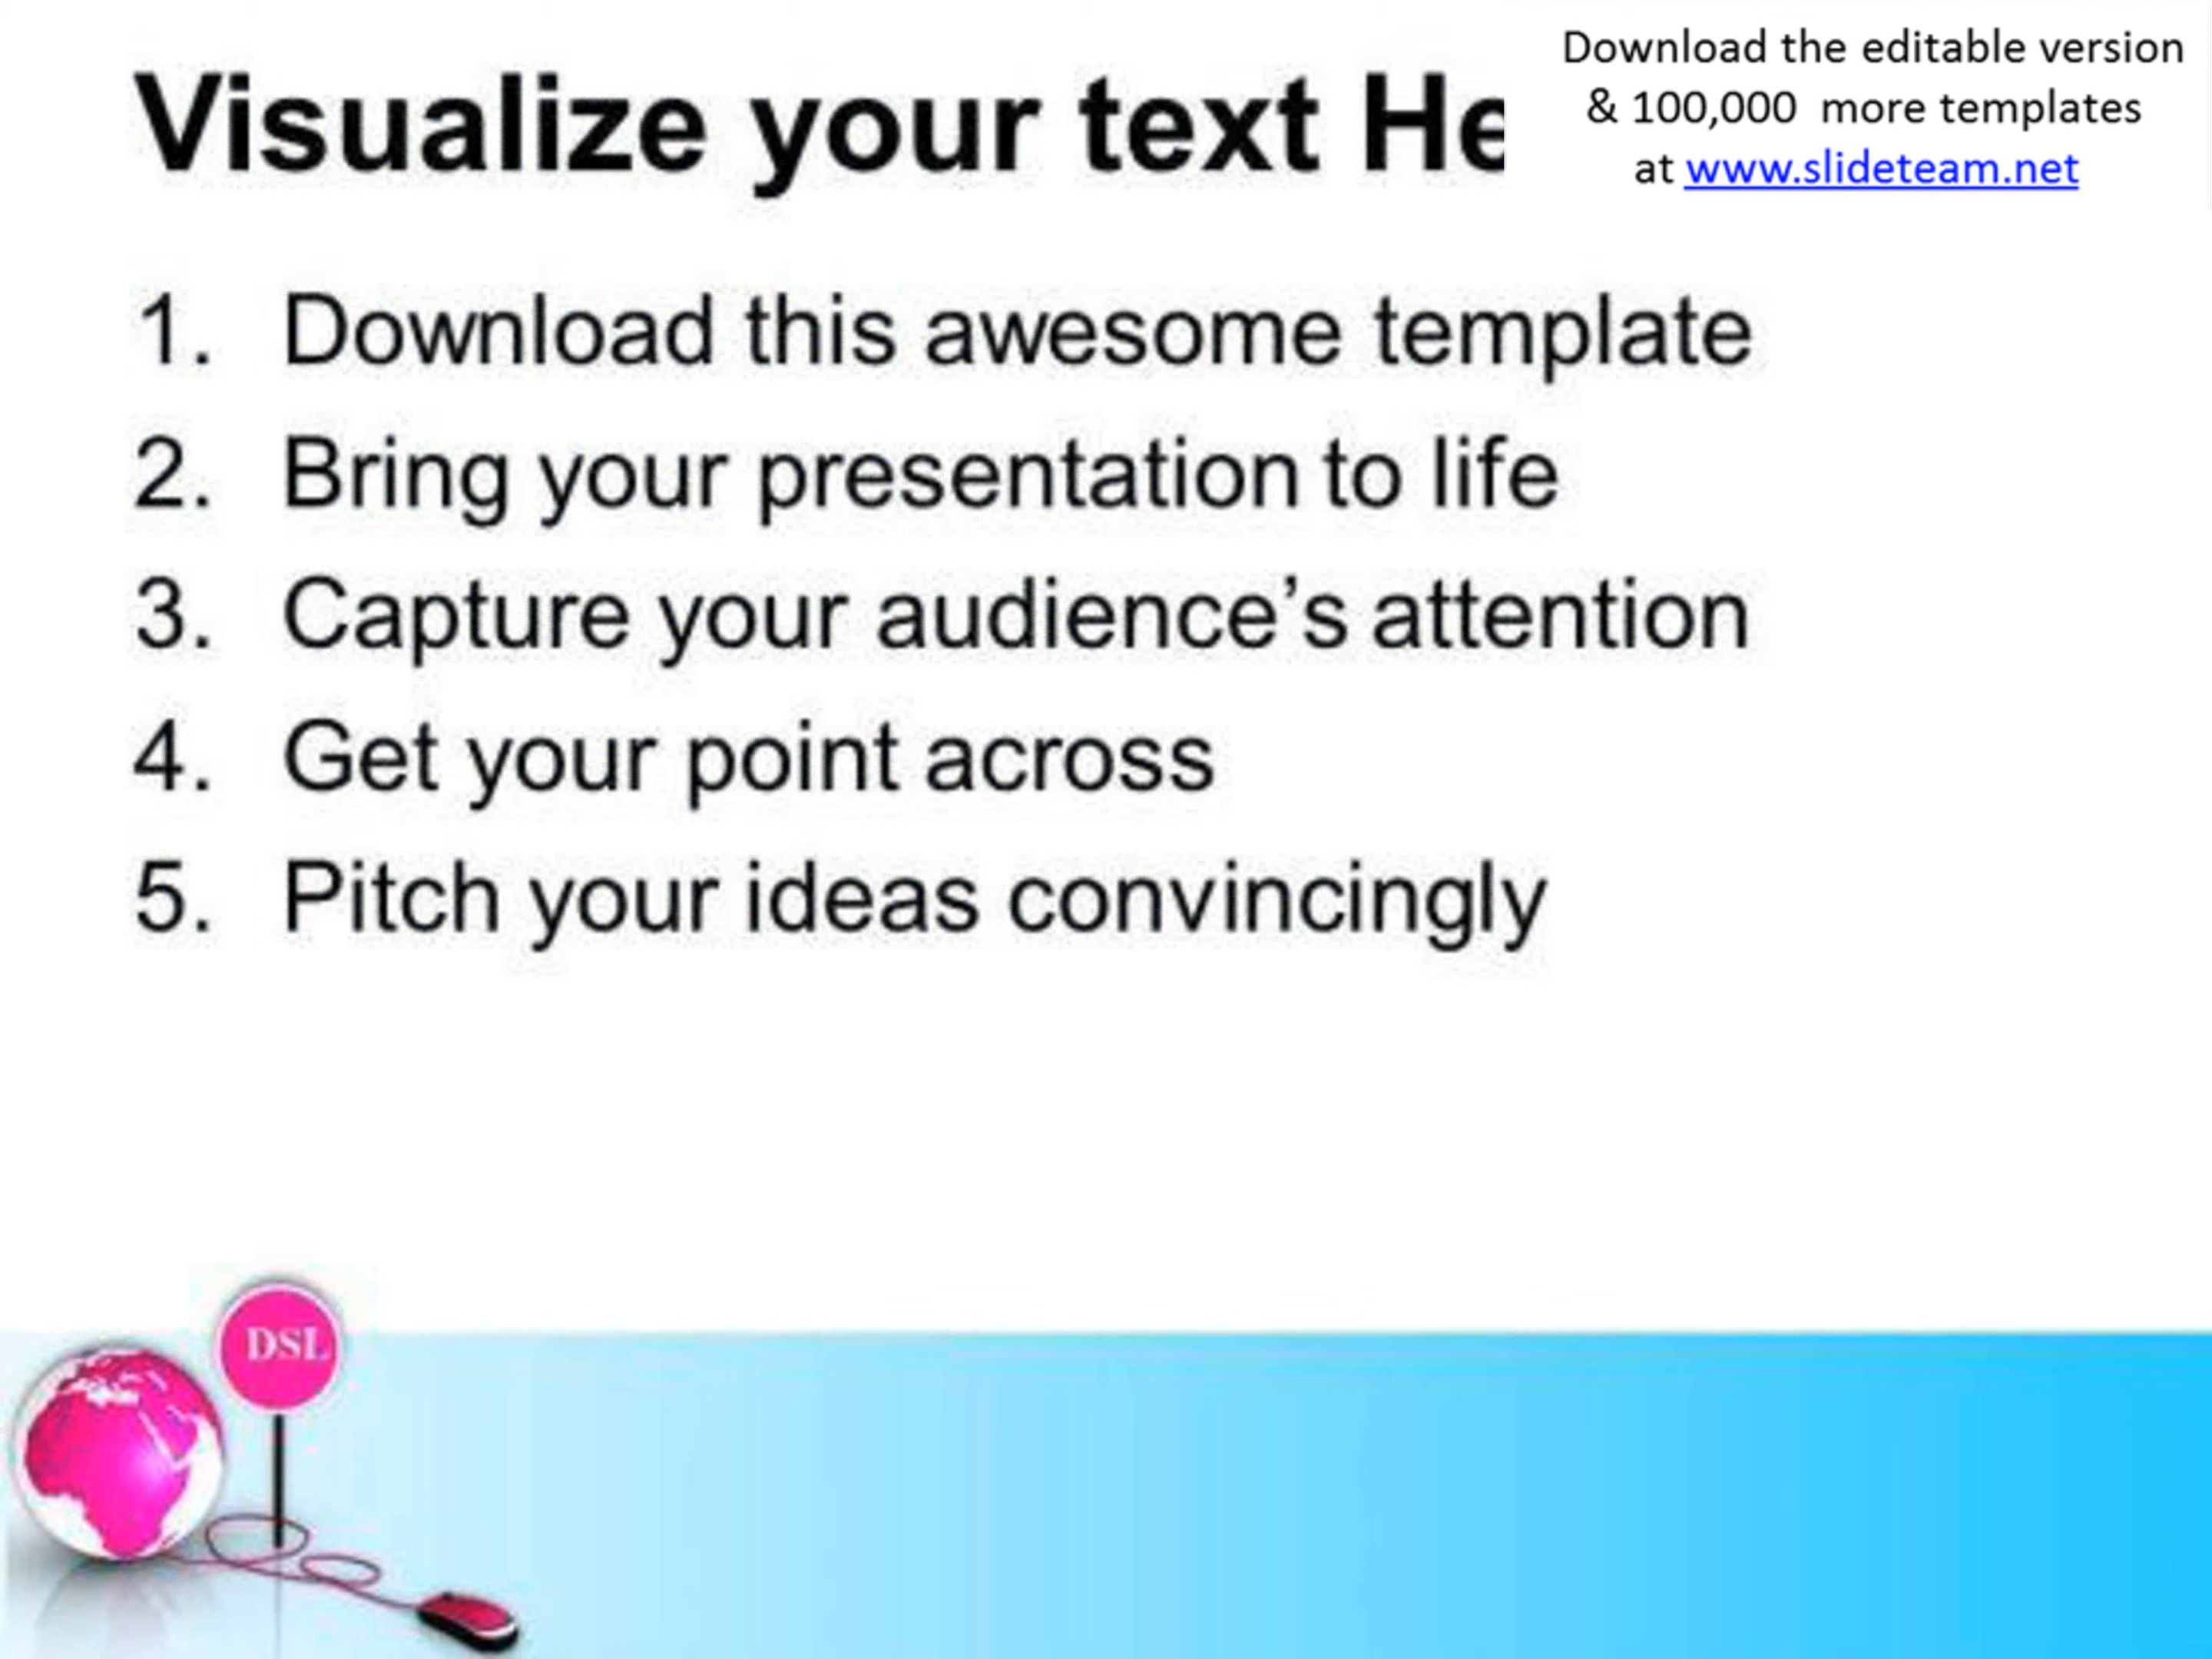 Visualize your text He
Download the editable version
& 100,000 more templates
at www.slideteam.net
1. Download this awesome template
2. Bring your presentation to life
3. Capture your audience’s attention
4. Get your point across
5. Pitch your ideas convincingly
DSL